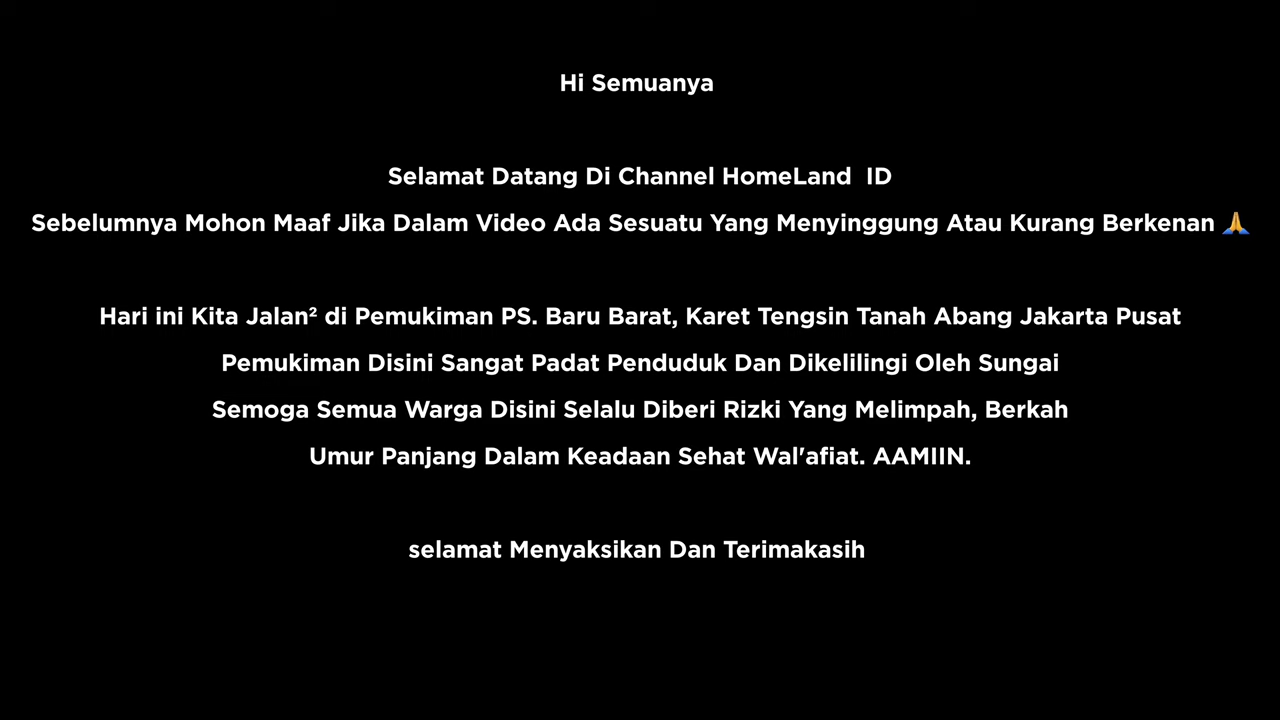 Hi Semuanya
Selamat Datang Di Channel HomeLand  ID
Sebelumnya Mohon Maaf Jika Dalam Video Ada Sesuatu Yang Menyinggung Atau Kurang Berkenan 🙏
Hari ini Kita Jalan² di Pemukiman PS. Baru Barat, Karet Tengsin Tanah Abang Jakarta Pusat
Pemukiman Disini Sangat Padat Penduduk Dan Dikelilingi Oleh Sungai
Semoga Semua Warga Disini Selalu Diberi Rizki Yang Melimpah, Berkah
Umur Panjang Dalam Keadaan Sehat Wal'afiat. AAMIIN.
selamat Menyaksikan Dan Terimakasih